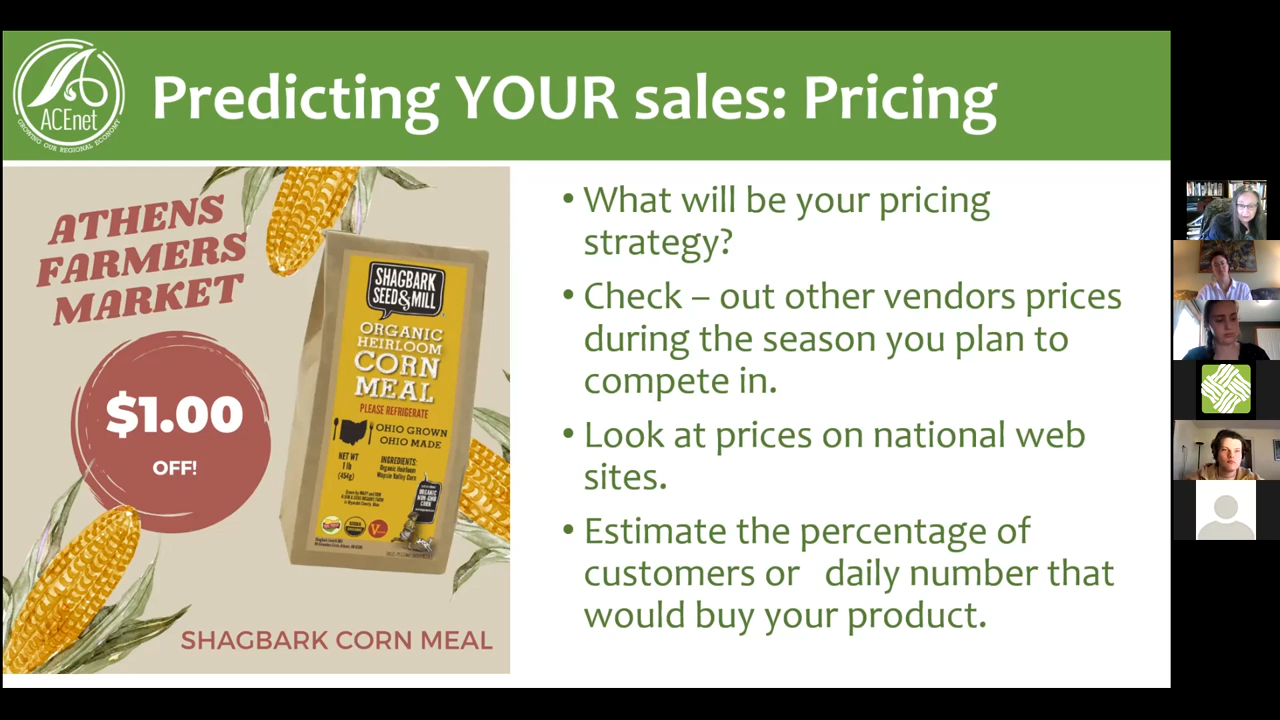 Predicting YOUR sales: Pricing
ACEnet
GROWING OUR REGIONAL ECONOMY
ATHENS
FARMERS
MARKET
$1.00
OFF!
SHAGBARK
SEED & MILL
ORGANIC
HEIRLOOM
CORN
MEAL
PLEASE REFRIGERATE
OHIO GROWN
OHIO MADE
NET WT
1 lb
(454g)
INGREDIENTS:
Organic Heirloom
SHAGBARK CORN MEAL
• What will be your pricing
strategy?
• Check – out other vendors prices
during the season you plan to
compete in.
• Look at prices on national web
sites.
• Estimate the percentage of
customers or   daily number that
would buy your product.